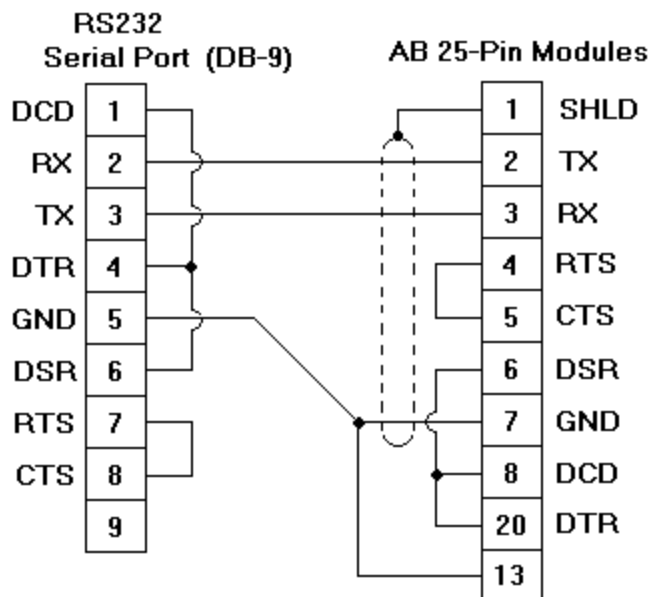 RS232
Serial Port (DB-9)
DCD 1
RX 2
TX 3
DTR 4
GND 5
DSR 6
RTS 7
CTS 8
9
AB 25-Pin Modules
1 SHLD
2 TX
3 RX
4 RTS
5 CTS
6 DSR
7 GND
8 DCD
20 DTR
13